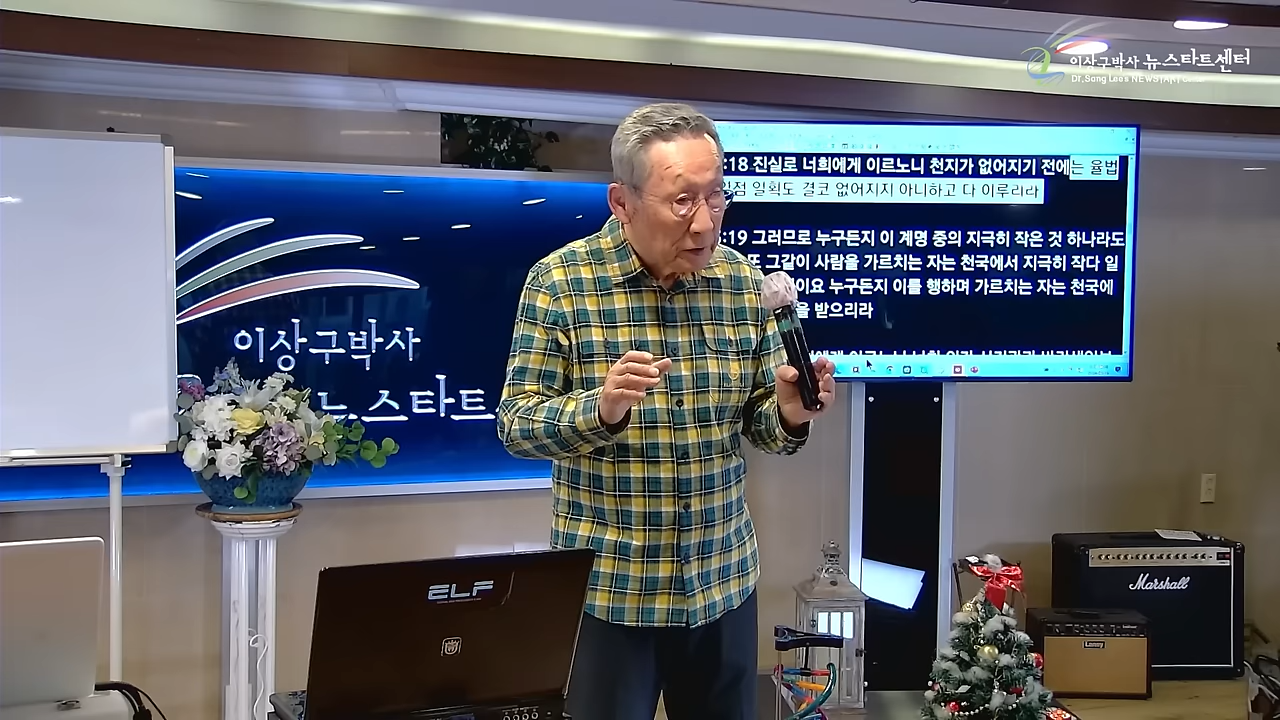 이상구박사 뉴스타트센터
Dr. Sang Lee's NEWSTART Center
:18 진실로 너희에게 이르노니 천지가 없어지기 전에는 율법
일점 일획도 결코 없어지지 아니하고 다 이루리라
:19 그러므로 누구든지 이 계명 중의 지극히 작은 것 하나라도
또 그같이 사람을 가르치는 자는 천국에서 지극히 작다 일
이요 누구든지 이를 행하며 가르치는 자는 천국에
을 받으리라
이상구박사
뉴스타트
ELF
Marshall
Laney